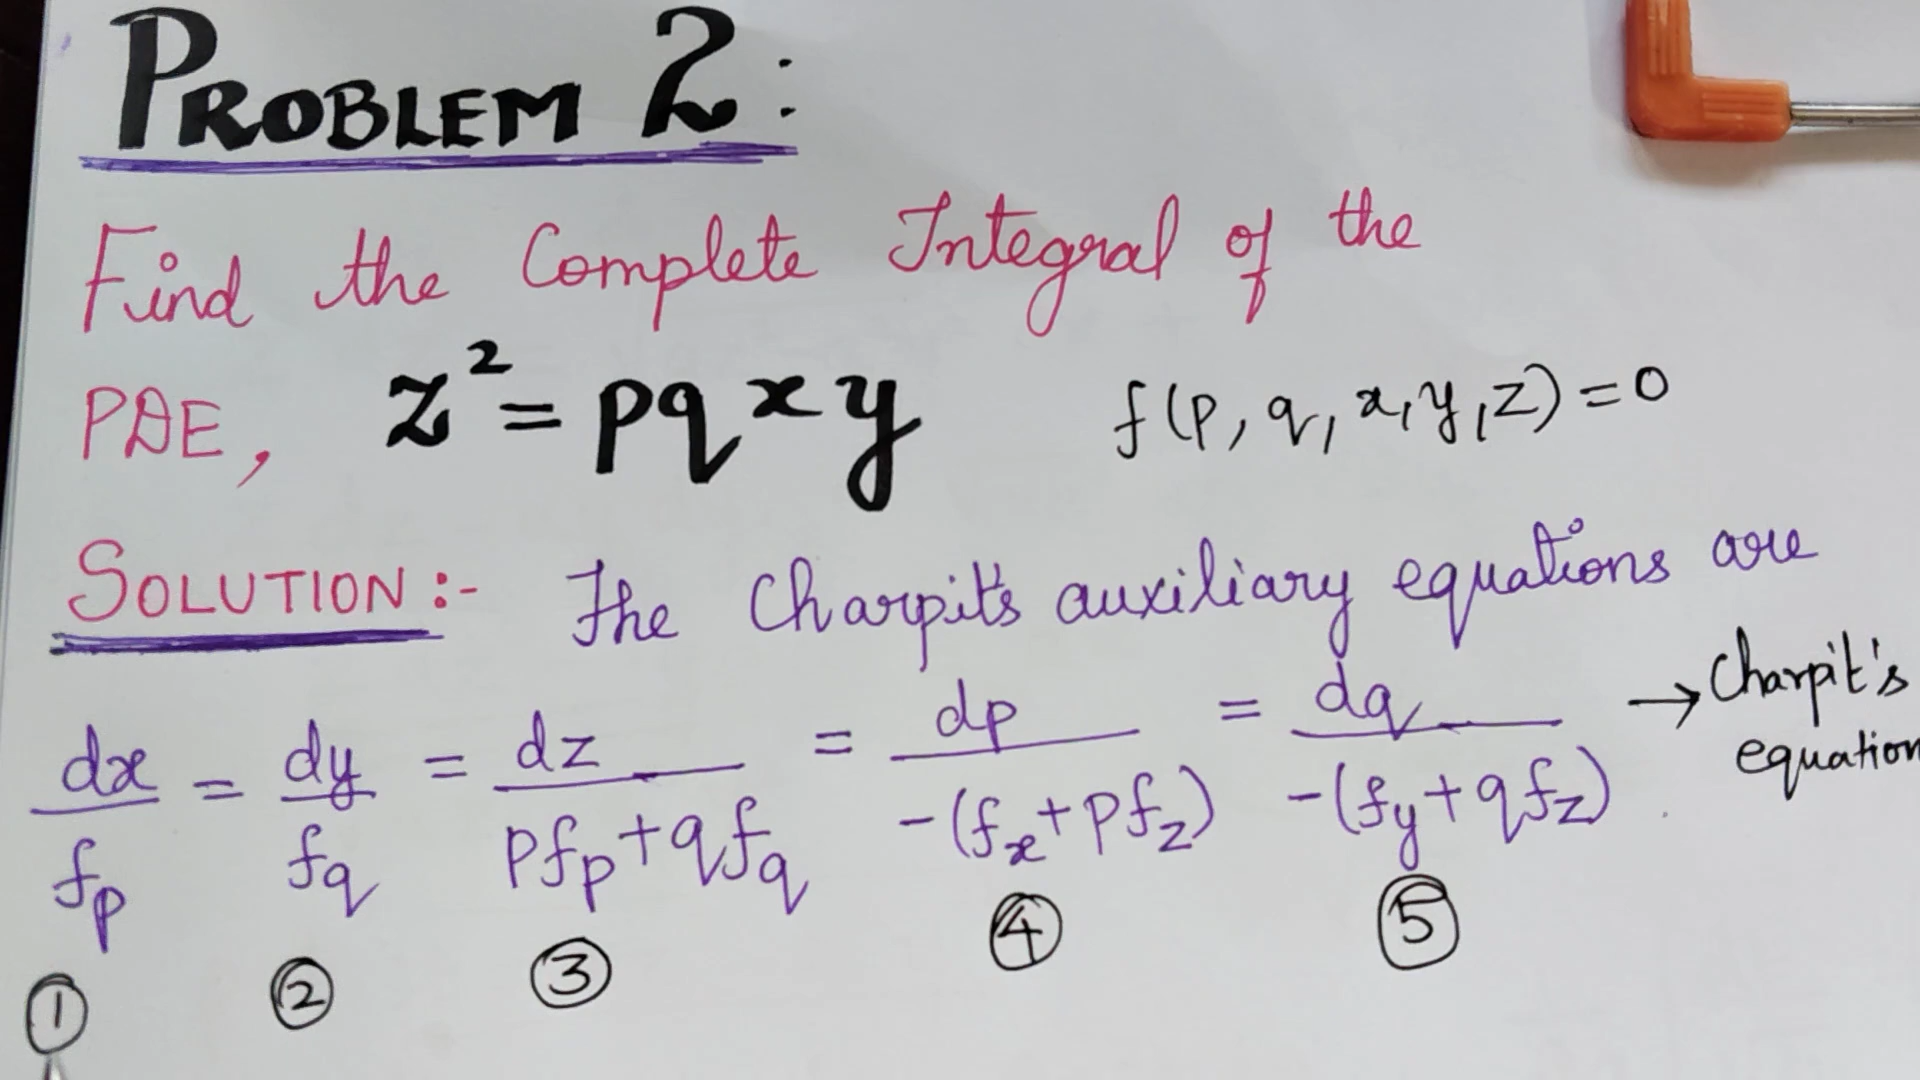 PROBLEM 2:
Find the Complete Integral of the
PDE, z² = pqxy f(p, q, x, y, z) = 0
SOLUTION :- The Charpit's auxiliary equations are
dx/fp = dy/fq = dz/(pfp + qfq) = dp/-(fx + pfz) = dq/-(fy + qfz) → Charpit's equation
① ② ③ ④ ⑤